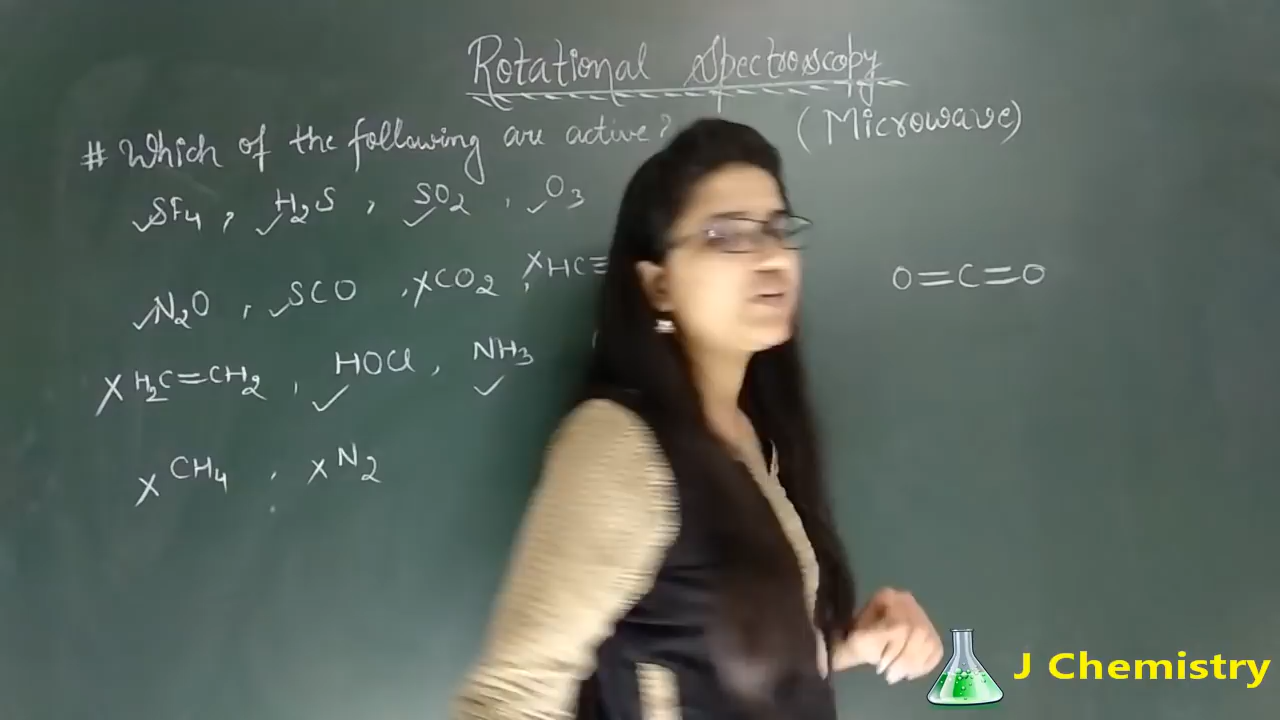 Rotational Spectroscopy
# Which of the following are active? (Microwave)
✓SF4 , ✓H2S , ✓SO2 , ✓O3
✓N2O , ✓SCO , ×CO2 , ×HC≡
O=C=O
×H2C=CH2 , ✓HOCl , ✓NH3
×CH4 , ×N2
J Chemistry